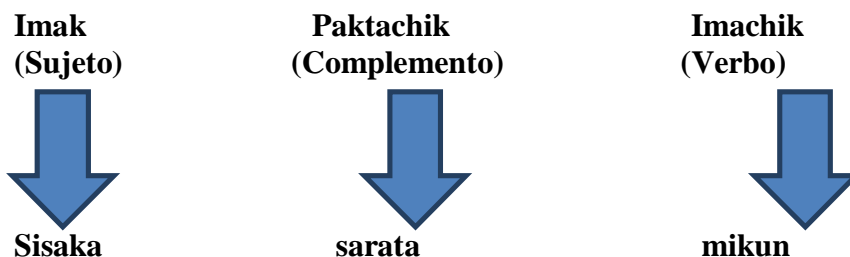 Imak Paktachik Imachik
(Sujeto) (Complemento) (Verbo)
Sisaka sarata mikun